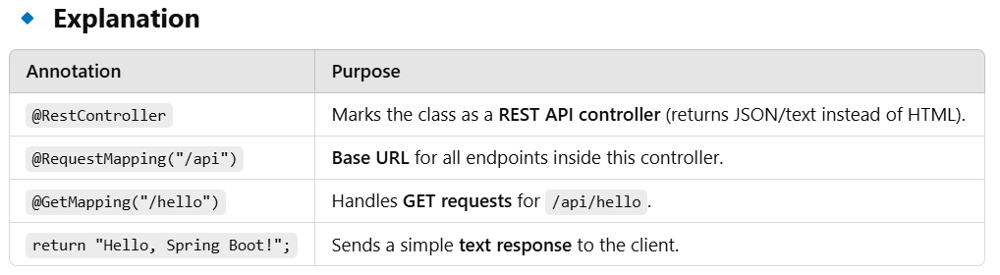 Explanation
Annotation Purpose
@RestController Marks the class as a REST API controller (returns JSON/text instead of HTML).
@RequestMapping("/api") Base URL for all endpoints inside this controller.
@GetMapping("/hello") Handles GET requests for /api/hello.
return "Hello, Spring Boot!"; Sends a simple text response to the client.